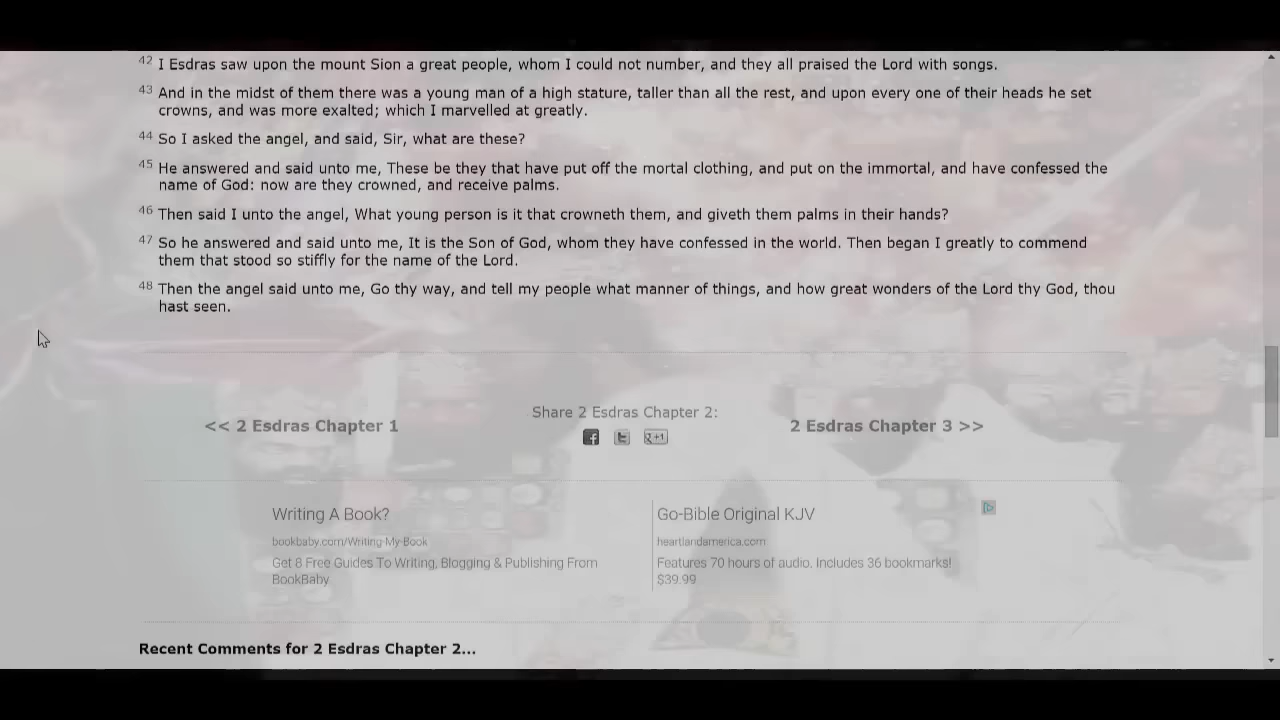 42 I Esdras saw upon the mount Sion a great people, whom I could not number, and they all praised the Lord with songs.
43 And in the midst of them there was a young man of a high stature, taller than all the rest, and upon every one of their heads he set
crowns, and was more exalted; which I marvelled at greatly.
44 So I asked the angel, and said, Sir, what are these?
45 He answered and said unto me, These be they that have put off the mortal clothing, and put on the immortal, and have confessed the
name of God: now are they crowned, and receive palms.
46 Then said I unto the angel, What young person is it that crowneth them, and giveth them palms in their hands?
47 So he answered and said unto me, It is the Son of God, whom they have confessed in the world. Then began I greatly to commend
them that stood so stiffly for the name of the Lord.
48 Then the angel said unto me, Go thy way, and tell my people what manner of things, and how great wonders of the Lord thy God, thou
hast seen.
<< 2 Esdras Chapter 1
Share 2 Esdras Chapter 2:
2 Esdras Chapter 3 >>
f t g+1
Writing A Book?
bookbaby.com/Writing-My-Book
Get 8 Free Guides To Writing, Blogging & Publishing From
BookBaby
Go-Bible Original KJV
heartlandamerica.com
Features 70 hours of audio. Includes 36 bookmarks!
$39.99
Recent Comments for 2 Esdras Chapter 2...